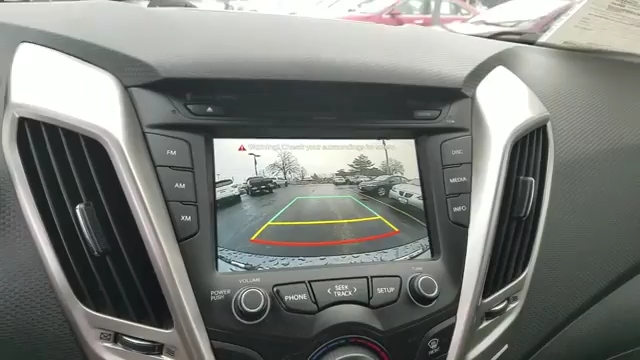 Warning! Check your surroundings for safety.
FM
AM
XM
DISC
MEDIA
INFO
VOLUME
POWER
PUSH
PHONE
SEEK
TRACK
SETUP
TUNE
REAR